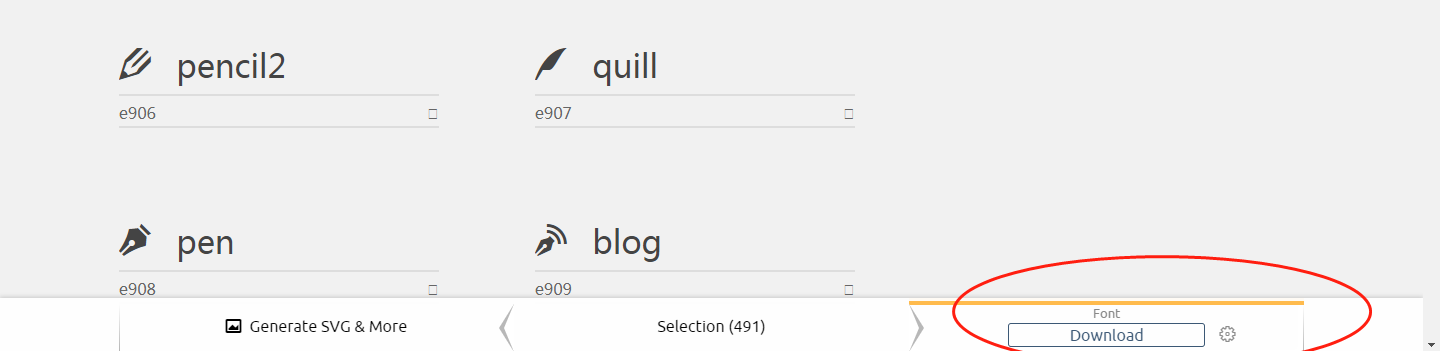 pencil2 quill
e906 e907
pen blog
e908 e909
Generate SVG & More Selection (491) Font
Download